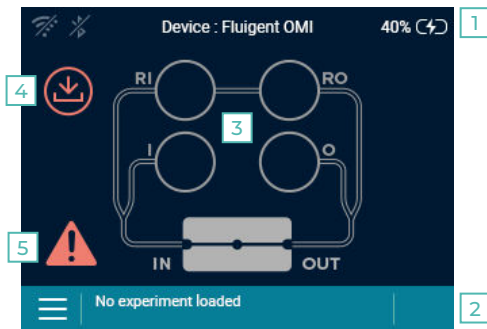 Device : Fluigent OMI
40%
1
4
RI
RO
3
I
O
5
IN
OUT
No experiment loaded
2